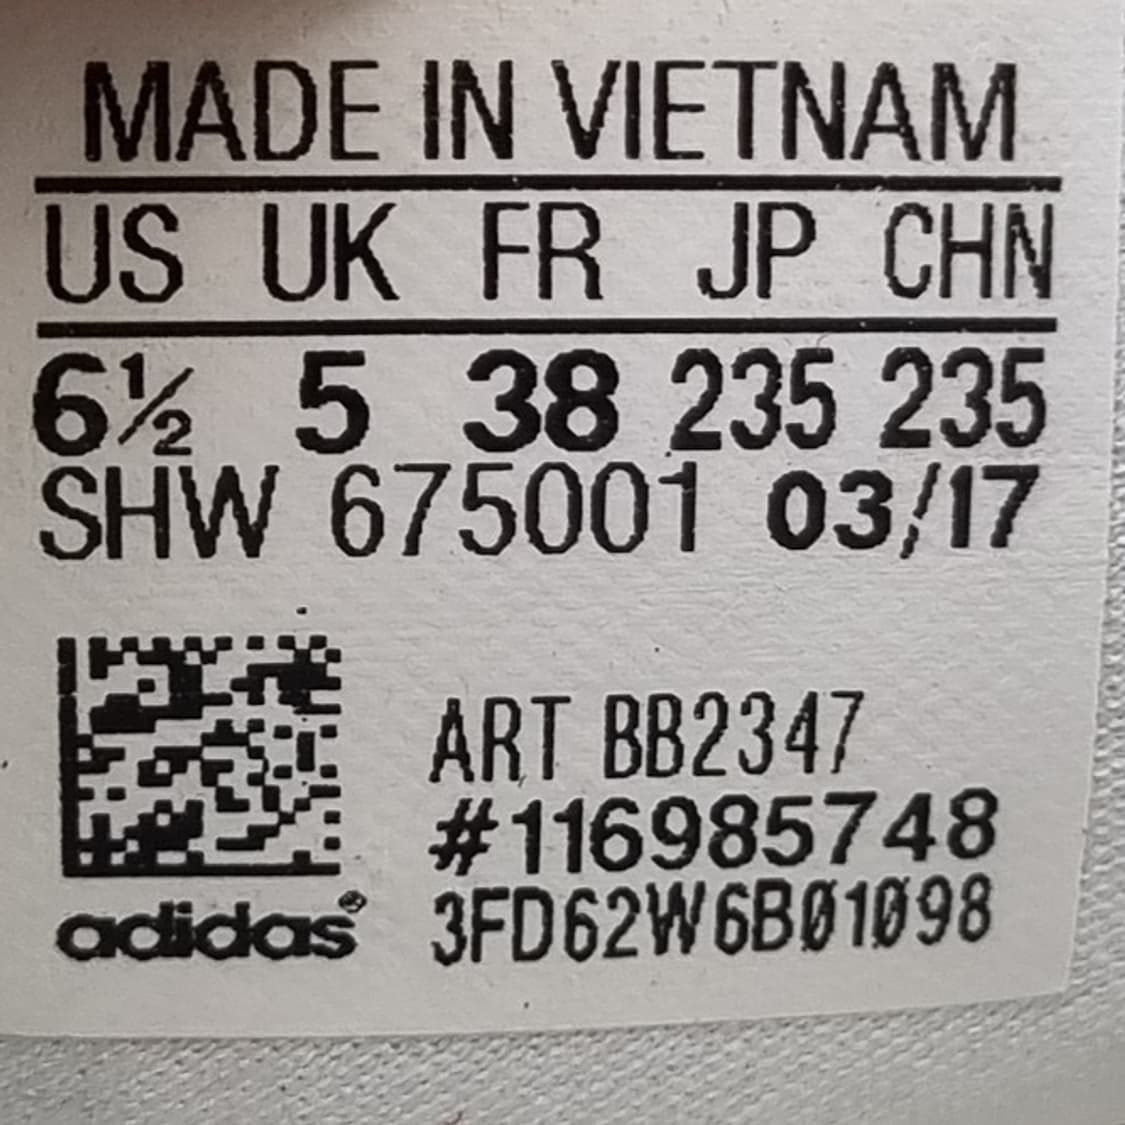 MADE IN VIETNAM
US UK FR JP CHN
6½ 5 38 235 235
SHW 675001 03/17
ART BB2347
#116985748
adidas® 3FD62W6B01098